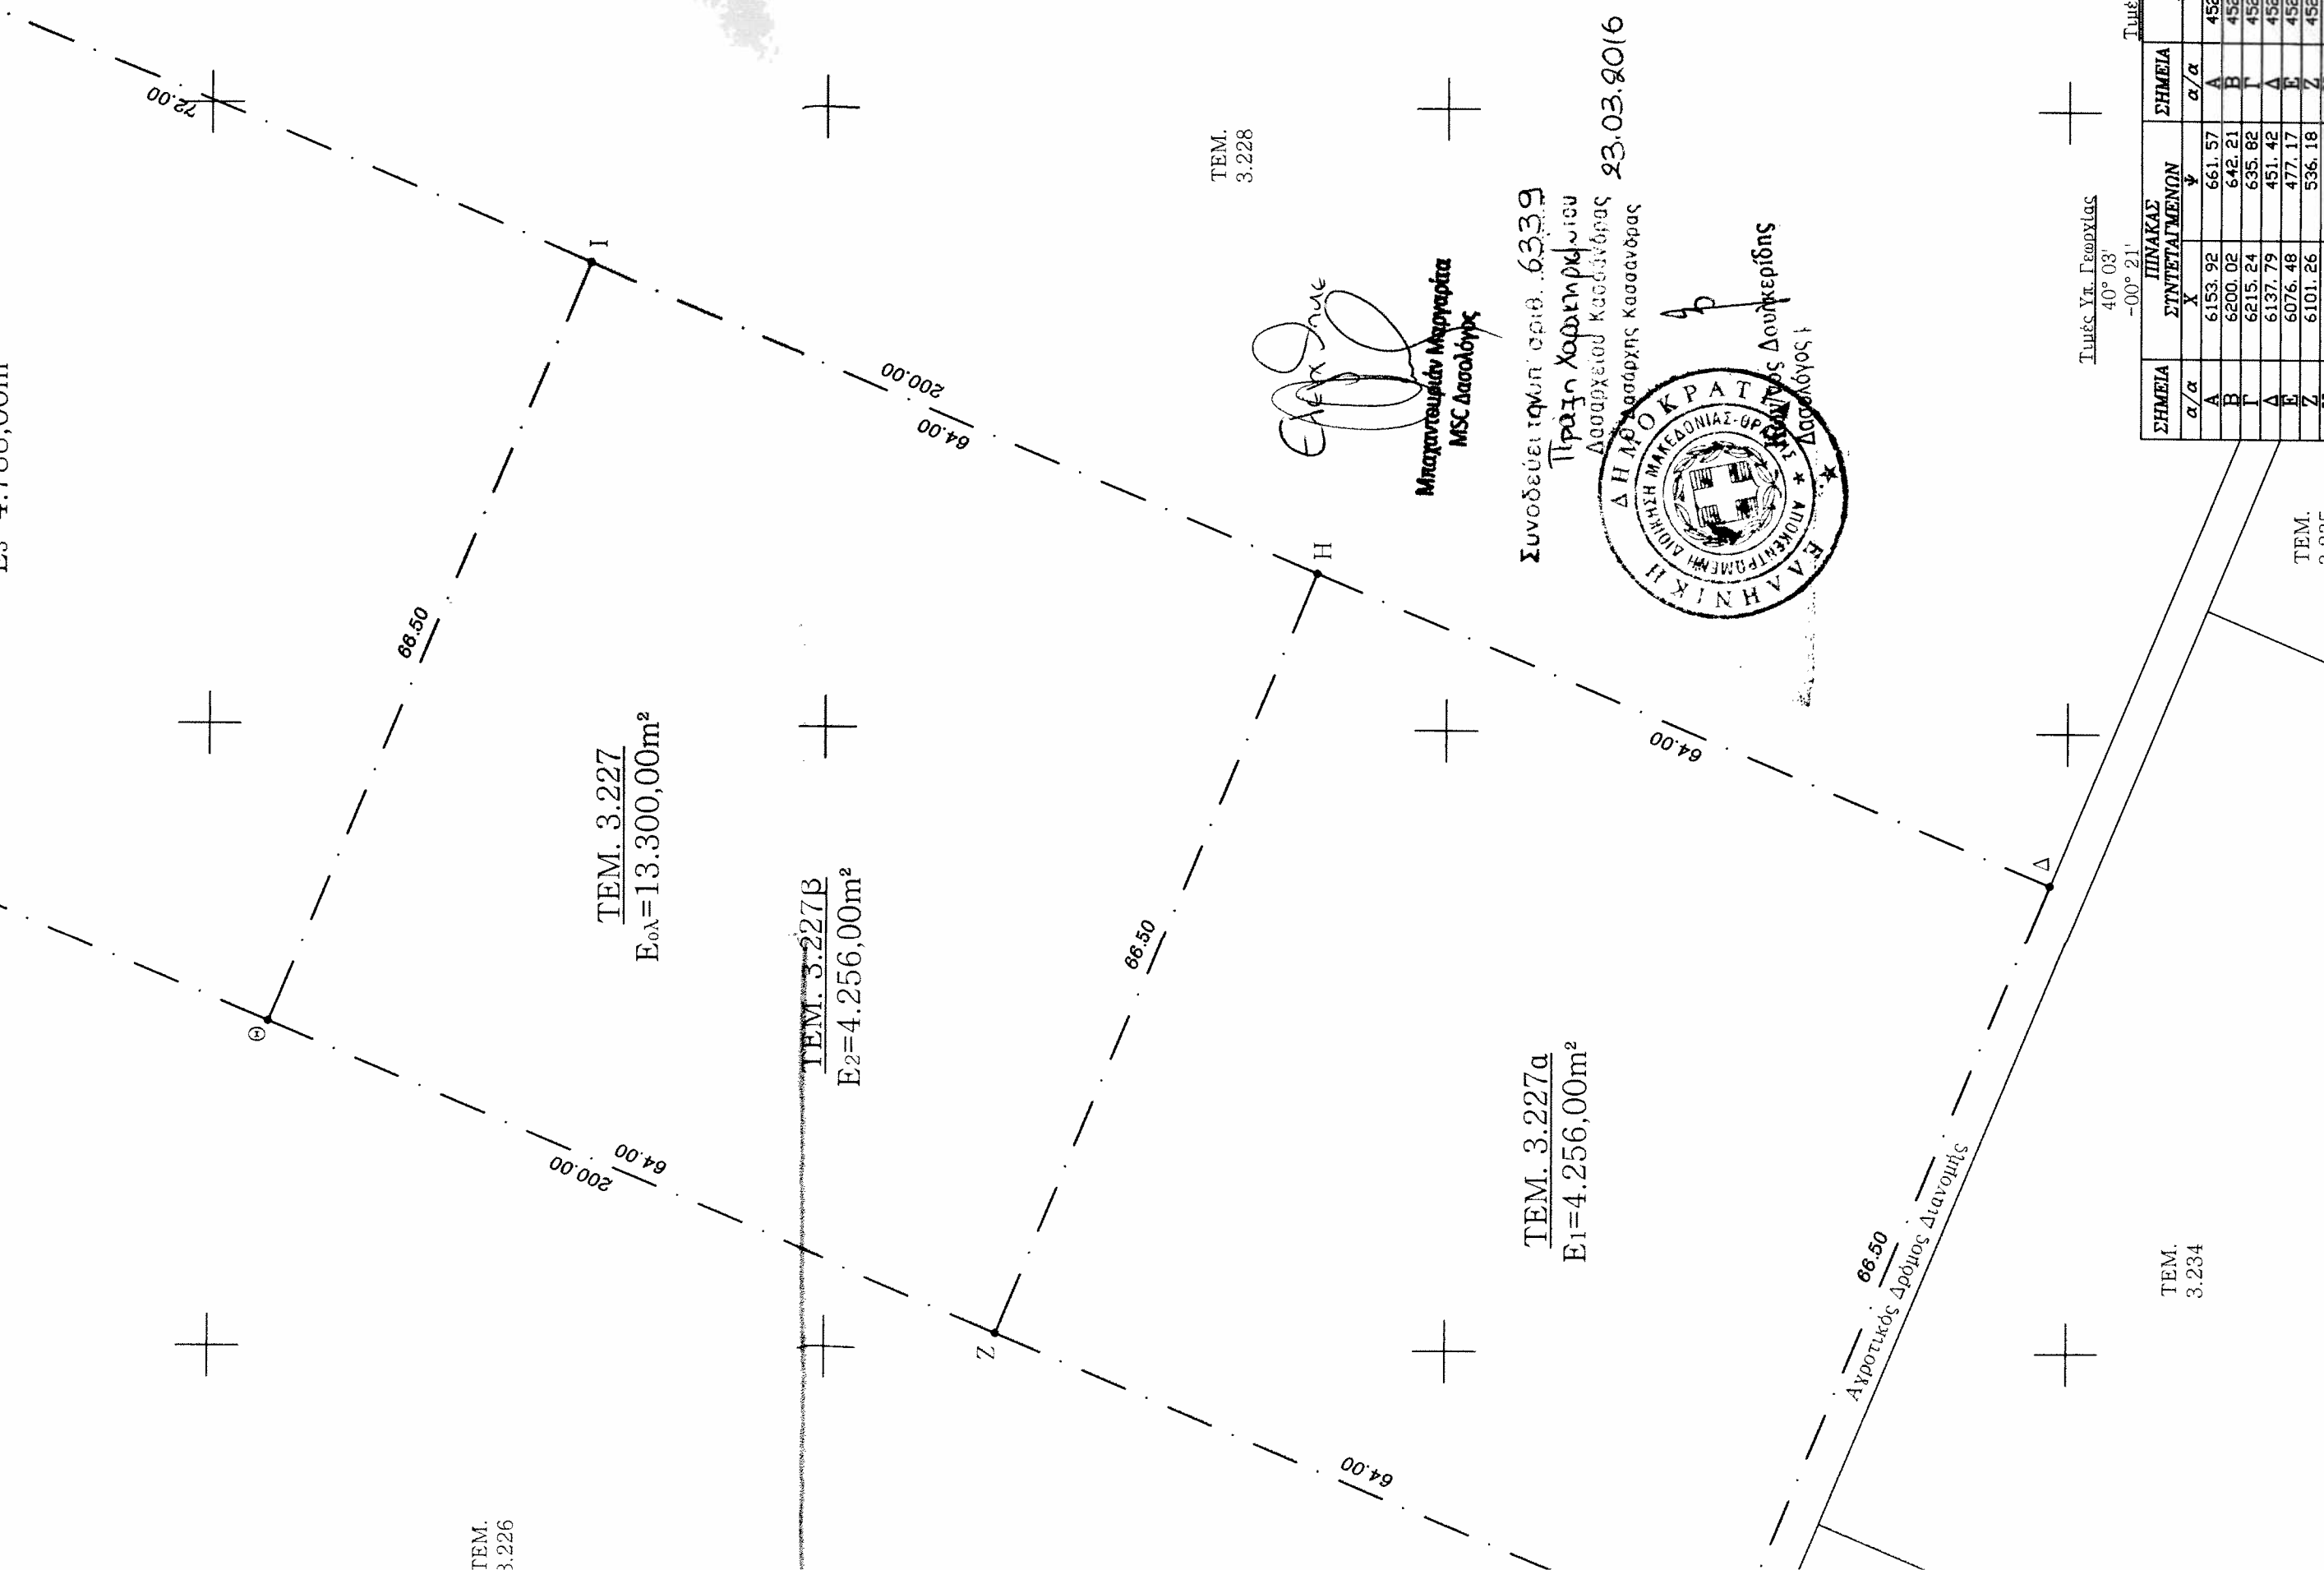 72.00
I
66.50
Θ
200.00
64.00
ΤΕΜ. 3.227
Εολ=13.300,00m²
ΤΕΜ. 3.227β
Ε2=4.256,00m²
200.00
64.00
Η
66.50
Ζ
64.00
ΤΕΜ. 3.227α
Ε1=4.256,00m²
64.00
Δ
66.50
Αγροτικός Δρόμος Διανομής
ΤΕΜ.
3.226
ΤΕΜ.
3.228
ΤΕΜ.
3.234
ΤΕΜ.
Μπαχαντουριάν Μαργαρίτα
MSC Δασολόγος
Συνοδεύει την υπ' αριθ. 6339
Πράξη Χαρακτηρισμού
Δασαρχείου Κασσάνδρας 23.03.2016
Ο Δασάρχης Κασσάνδρας
Δουλκερίδης
Δασολόγος
ΕΛΛΗΝΙΚΗ ΔΗΜΟΚΡΑΤΙΑ
ΑΠΟΚΕΝΤΡΩΜΕΝΗ ΔΙΟΙΚΗΣΗ ΜΑΚΕΔΟΝΙΑΣ-ΘΡΑΚΗΣ
Τιμές Υπ. Γεωργίας
40° 03'
-00° 21'
ΣΗΜΕΙΑ ΠΙΝΑΚΑΣ ΣΥΝΤΕΤΑΓΜΕΝΩΝ ΣΗΜΕΙΑ
α/α Χ Ψ α/α
Α 6153.92 661.57 Α
Β 6200.02 642.21 Β
Γ 6215.24 635.82 Γ
Δ 6137.79 451.42 Δ
Ε 6076.48 477.17 Ε
Ζ 6101.26 536.18 Ζ